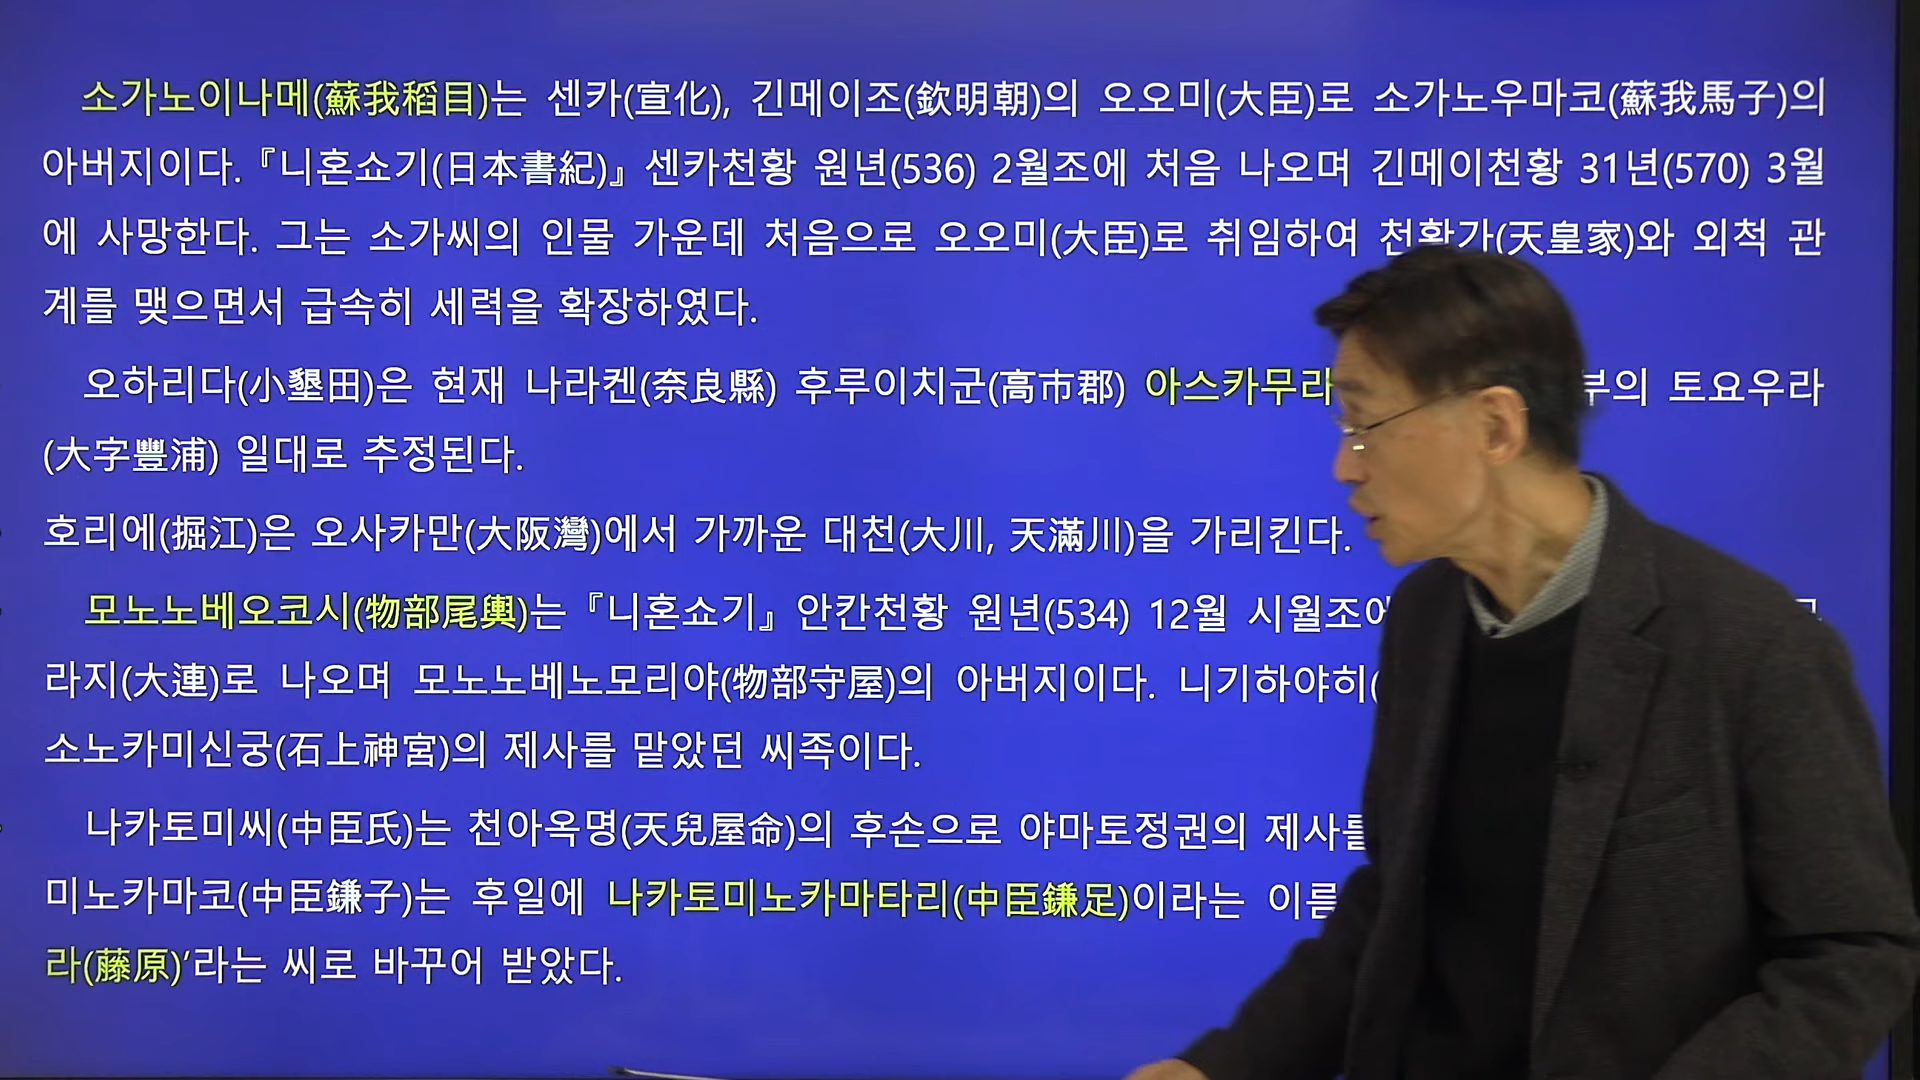 소가노이나메(蘇我稻目)는 센카(宣化), 긴메이조(欽明朝)의 오오미(大臣)로 소가노우마코(蘇我馬子)의
아버지이다.『니혼쇼기(日本書紀)』센카천황 원년(536) 2월조에 처음 나오며 긴메이천황 31년(570) 3월
에 사망한다. 그는 소가씨의 인물 가운데 처음으로 오오미(大臣)로 취임하여 천황가(天皇家)와 외척 관
계를 맺으면서 급속히 세력을 확장하였다.
오하리다(小墾田)은 현재 나라켄(奈良縣) 후루이치군(高市郡) 아스카무라 부의 토요우라
(大字豐浦) 일대로 추정된다.
호리에(掘江)은 오사카만(大阪灣)에서 가까운 대천(大川, 天滿川)을 가리킨다.
모노노베오코시(物部尾輿)는『니혼쇼기』안칸천황 원년(534) 12월 시월조에
라지(大連)로 나오며 모노노베노모리야(物部守屋)의 아버지이다. 니기하야히(
소노카미신궁(石上神宮)의 제사를 맡았던 씨족이다.
나카토미씨(中臣氏)는 천아옥명(天兒屋命)의 후손으로 야마토정권의 제사를
미노카마코(中臣鎌子)는 후일에 나카토미노카마타리(中臣鎌足)이라는 이름
라(藤原)’라는 씨로 바꾸어 받았다.